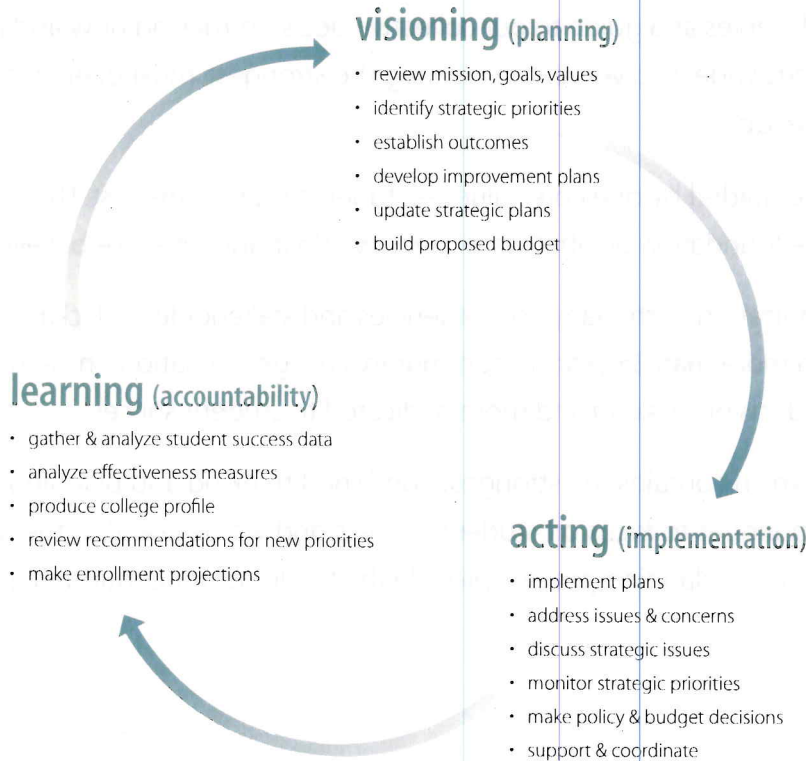 visioning (planning)
• review mission, goals, values
• identify strategic priorities
• establish outcomes
• develop improvement plans
• update strategic plans
• build proposed budget
learning (accountability)
• gather & analyze student success data
• analyze effectiveness measures
• produce college profile
• review recommendations for new priorities
• make enrollment projections
acting (implementation)
• implement plans
• address issues & concerns
• discuss strategic issues
• monitor strategic priorities
• make policy & budget decisions
• support & coordinate